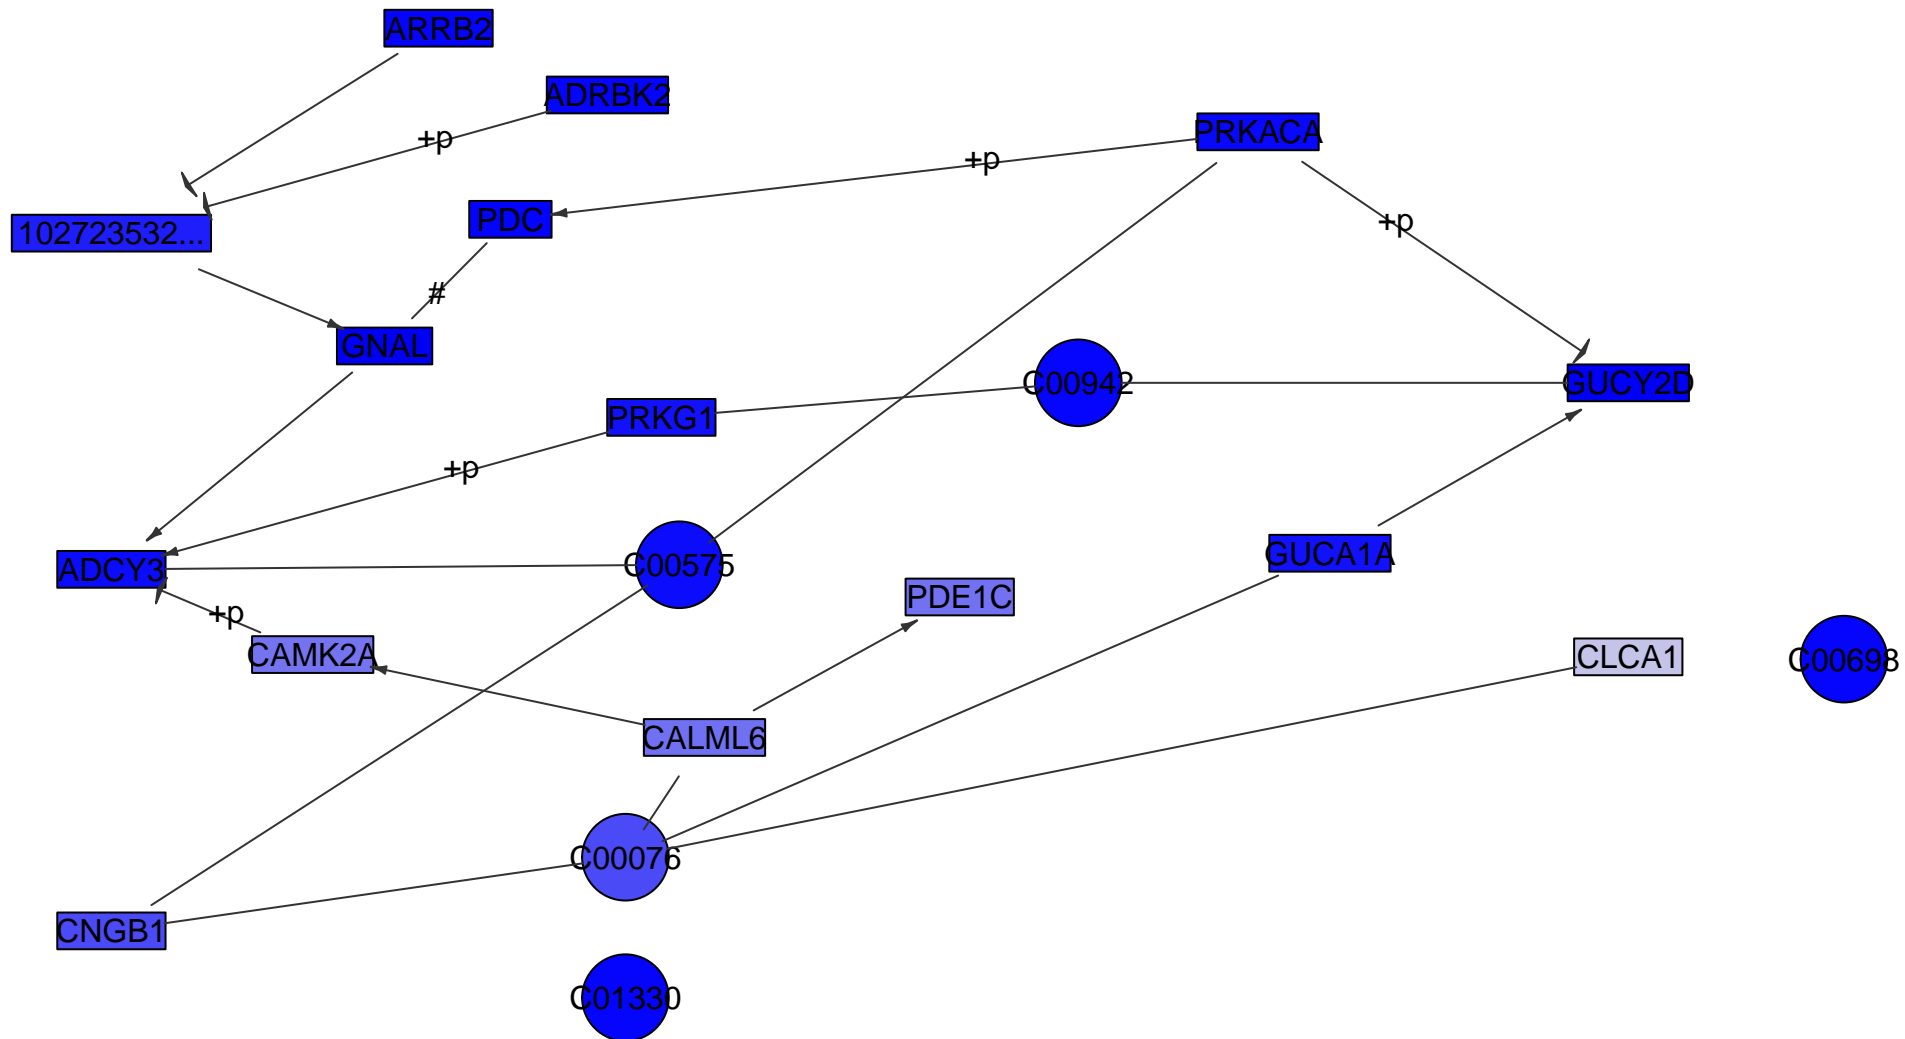 ARRB2
ADRBK2
PRKACA
+p
+p
PDC
+p
102723532...
#
GNAL
C00942
GUCY2D
PRKG1
+p
GUCA1A
ADCY3
C00575
PDE1C
+p
CAMK2A
CLCA1
C00698
CALML6
C00076
CNGB1
C01330